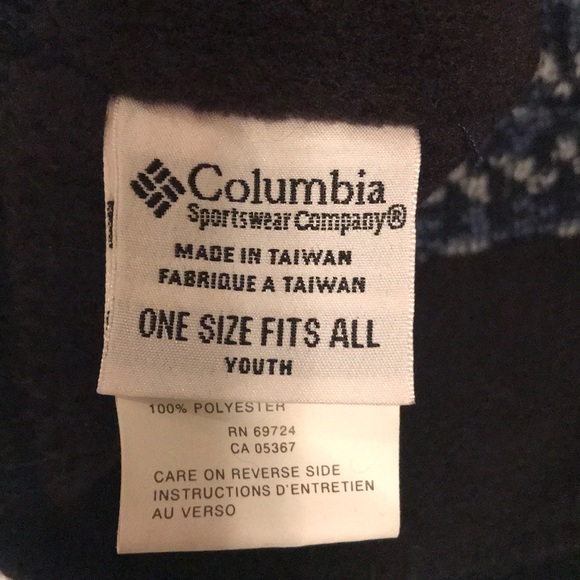 Columbia
Sportswear Company®
MADE IN TAIWAN
FABRIQUE A TAIWAN
ONE SIZE FITS ALL
YOUTH
100% POLYESTER
RN 69724
CA 05367
CARE ON REVERSE SIDE
INSTRUCTIONS D'ENTRETIEN
AU VERSO